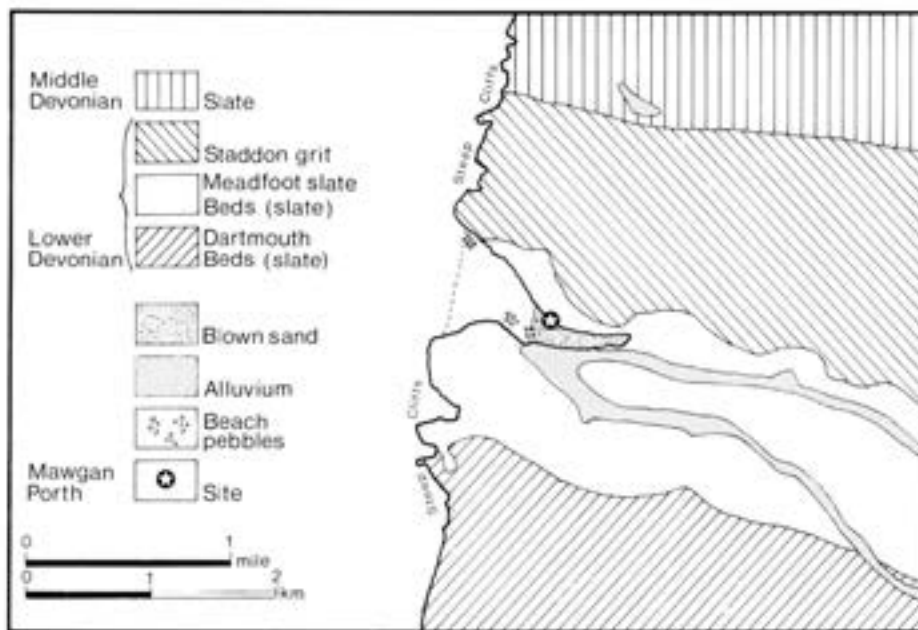 Middle
Devonian
Slate
Staddon grit
Meadfoot slate
Beds (slate)
Lower
Devonian
Dartmouth
Beds (slate)
Blown sand
Alluvium
Beach
pebbles
Mawgan
Porth
Site
0 1
mile
0 1 2
km
Steep Cliffs
Steep Cliffs